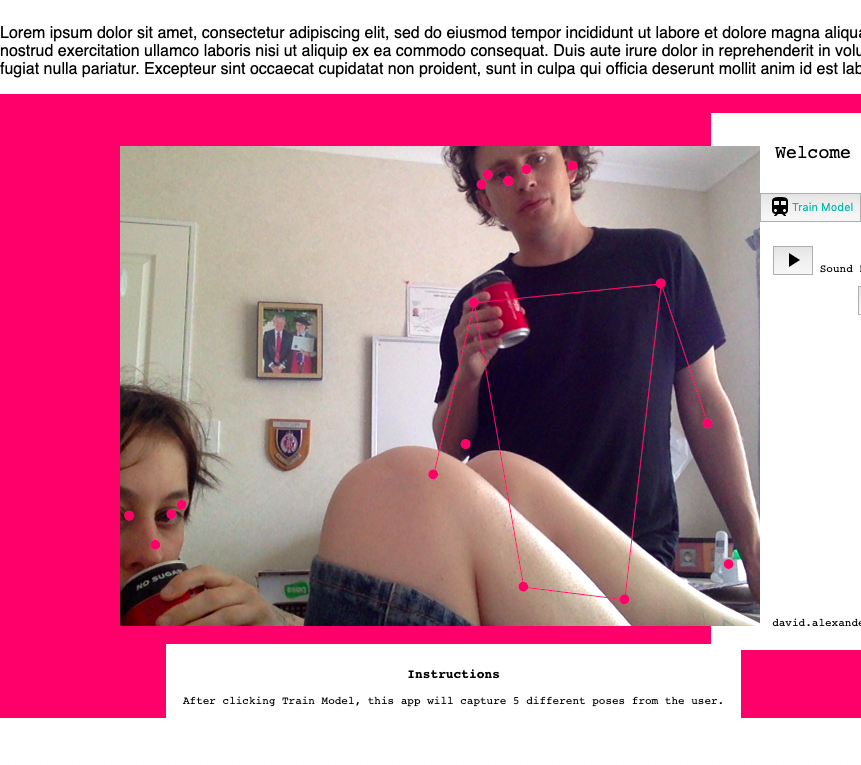 Lorem ipsum dolor sit amet, consectetur adipiscing elit, sed do eiusmod tempor incididunt ut labore et dolore magna aliqua
nostrud exercitation ullamco laboris nisi ut aliquip ex ea commodo consequat. Duis aute irure dolor in reprehenderit in
fugiat nulla pariatur. Excepteur sint occaecat cupidatat non proident, sunt in culpa qui officia deserunt mollit anim id est
Welcome
Train Model
Sound
NO SUGAR
david.alexande
Instructions
After clicking Train Model, this app will capture 5 different poses from the user.